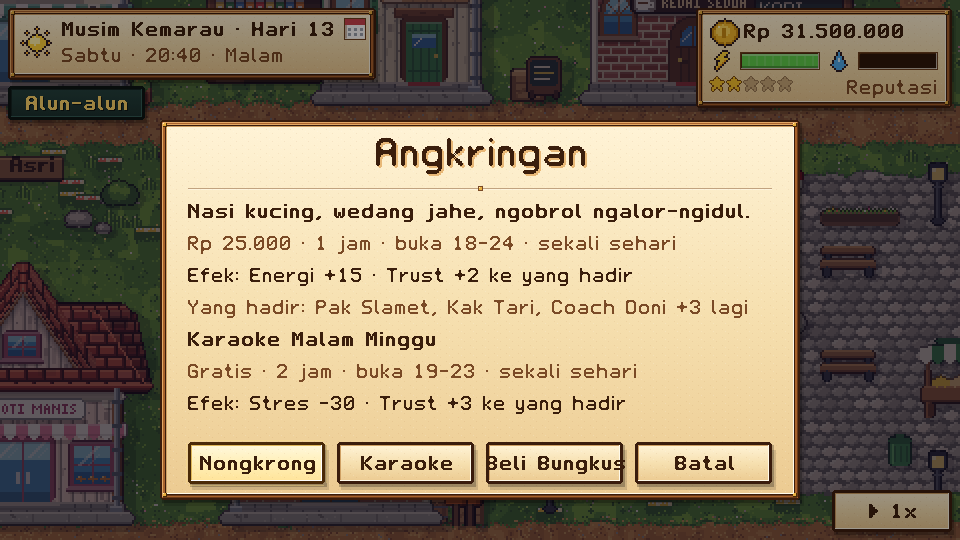 Musim Kemarau · Hari 13
Sabtu · 20:40 · Malam
Rp 31.500.000
Reputasi
Alun-alun
KEDAI SEDUH KOPI
Asri
Angkringan
Nasi kucing, wedang jahe, ngobrol ngalor-ngidul.
Rp 25.000 · 1 jam · buka 18-24 · sekali sehari
Efek: Energi +15 · Trust +2 ke yang hadir
Yang hadir: Pak Slamet, Kak Tari, Coach Doni +3 lagi
Karaoke Malam Minggu
Gratis · 2 jam · buka 19-23 · sekali sehari
Efek: Stres -30 · Trust +3 ke yang hadir
OTI MANIS
Nongkrong
Karaoke
Beli Bungkus
Batal
1x